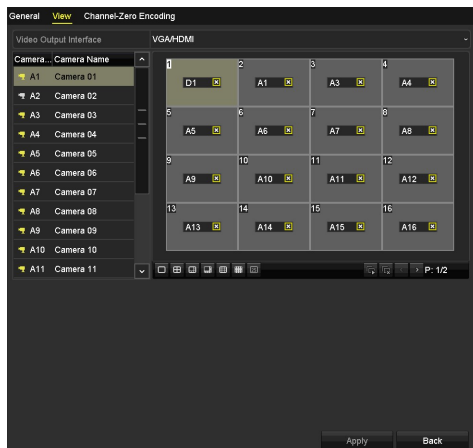 General View Channel-Zero Encoding
Video Output Interface VGA/HDMI
Camera... Camera Name
A1 Camera 01
A2 Camera 02
A3 Camera 03
A4 Camera 04
A5 Camera 05
A6 Camera 06
A7 Camera 07
A8 Camera 08
A9 Camera 09
A10 Camera 10
A11 Camera 11
1 2 3 4
D1 A1 A3 A4
5 6 7 8
A5 A6 A7 A8
9 10 11 12
A9 A10 A11 A12
13 14 15 16
A13 A14 A15 A16
P: 1/2
Apply Back